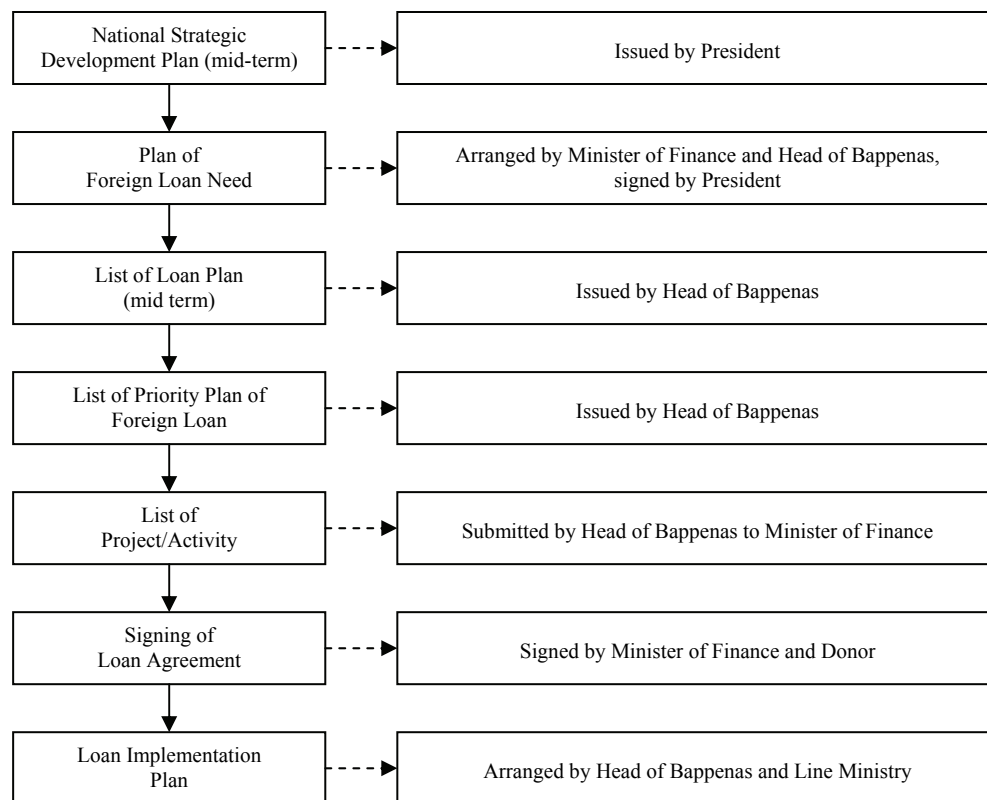 National Strategic
Development Plan (mid-term)
Issued by President
Plan of
Foreign Loan Need
Arranged by Minister of Finance and Head of Bappenas,
signed by President
List of Loan Plan
(mid term)
Issued by Head of Bappenas
List of Priority Plan of
Foreign Loan
Issued by Head of Bappenas
List of
Project/Activity
Submitted by Head of Bappenas to Minister of Finance
Signing of
Loan Agreement
Signed by Minister of Finance and Donor
Loan Implementation
Plan
Arranged by Head of Bappenas and Line Ministry